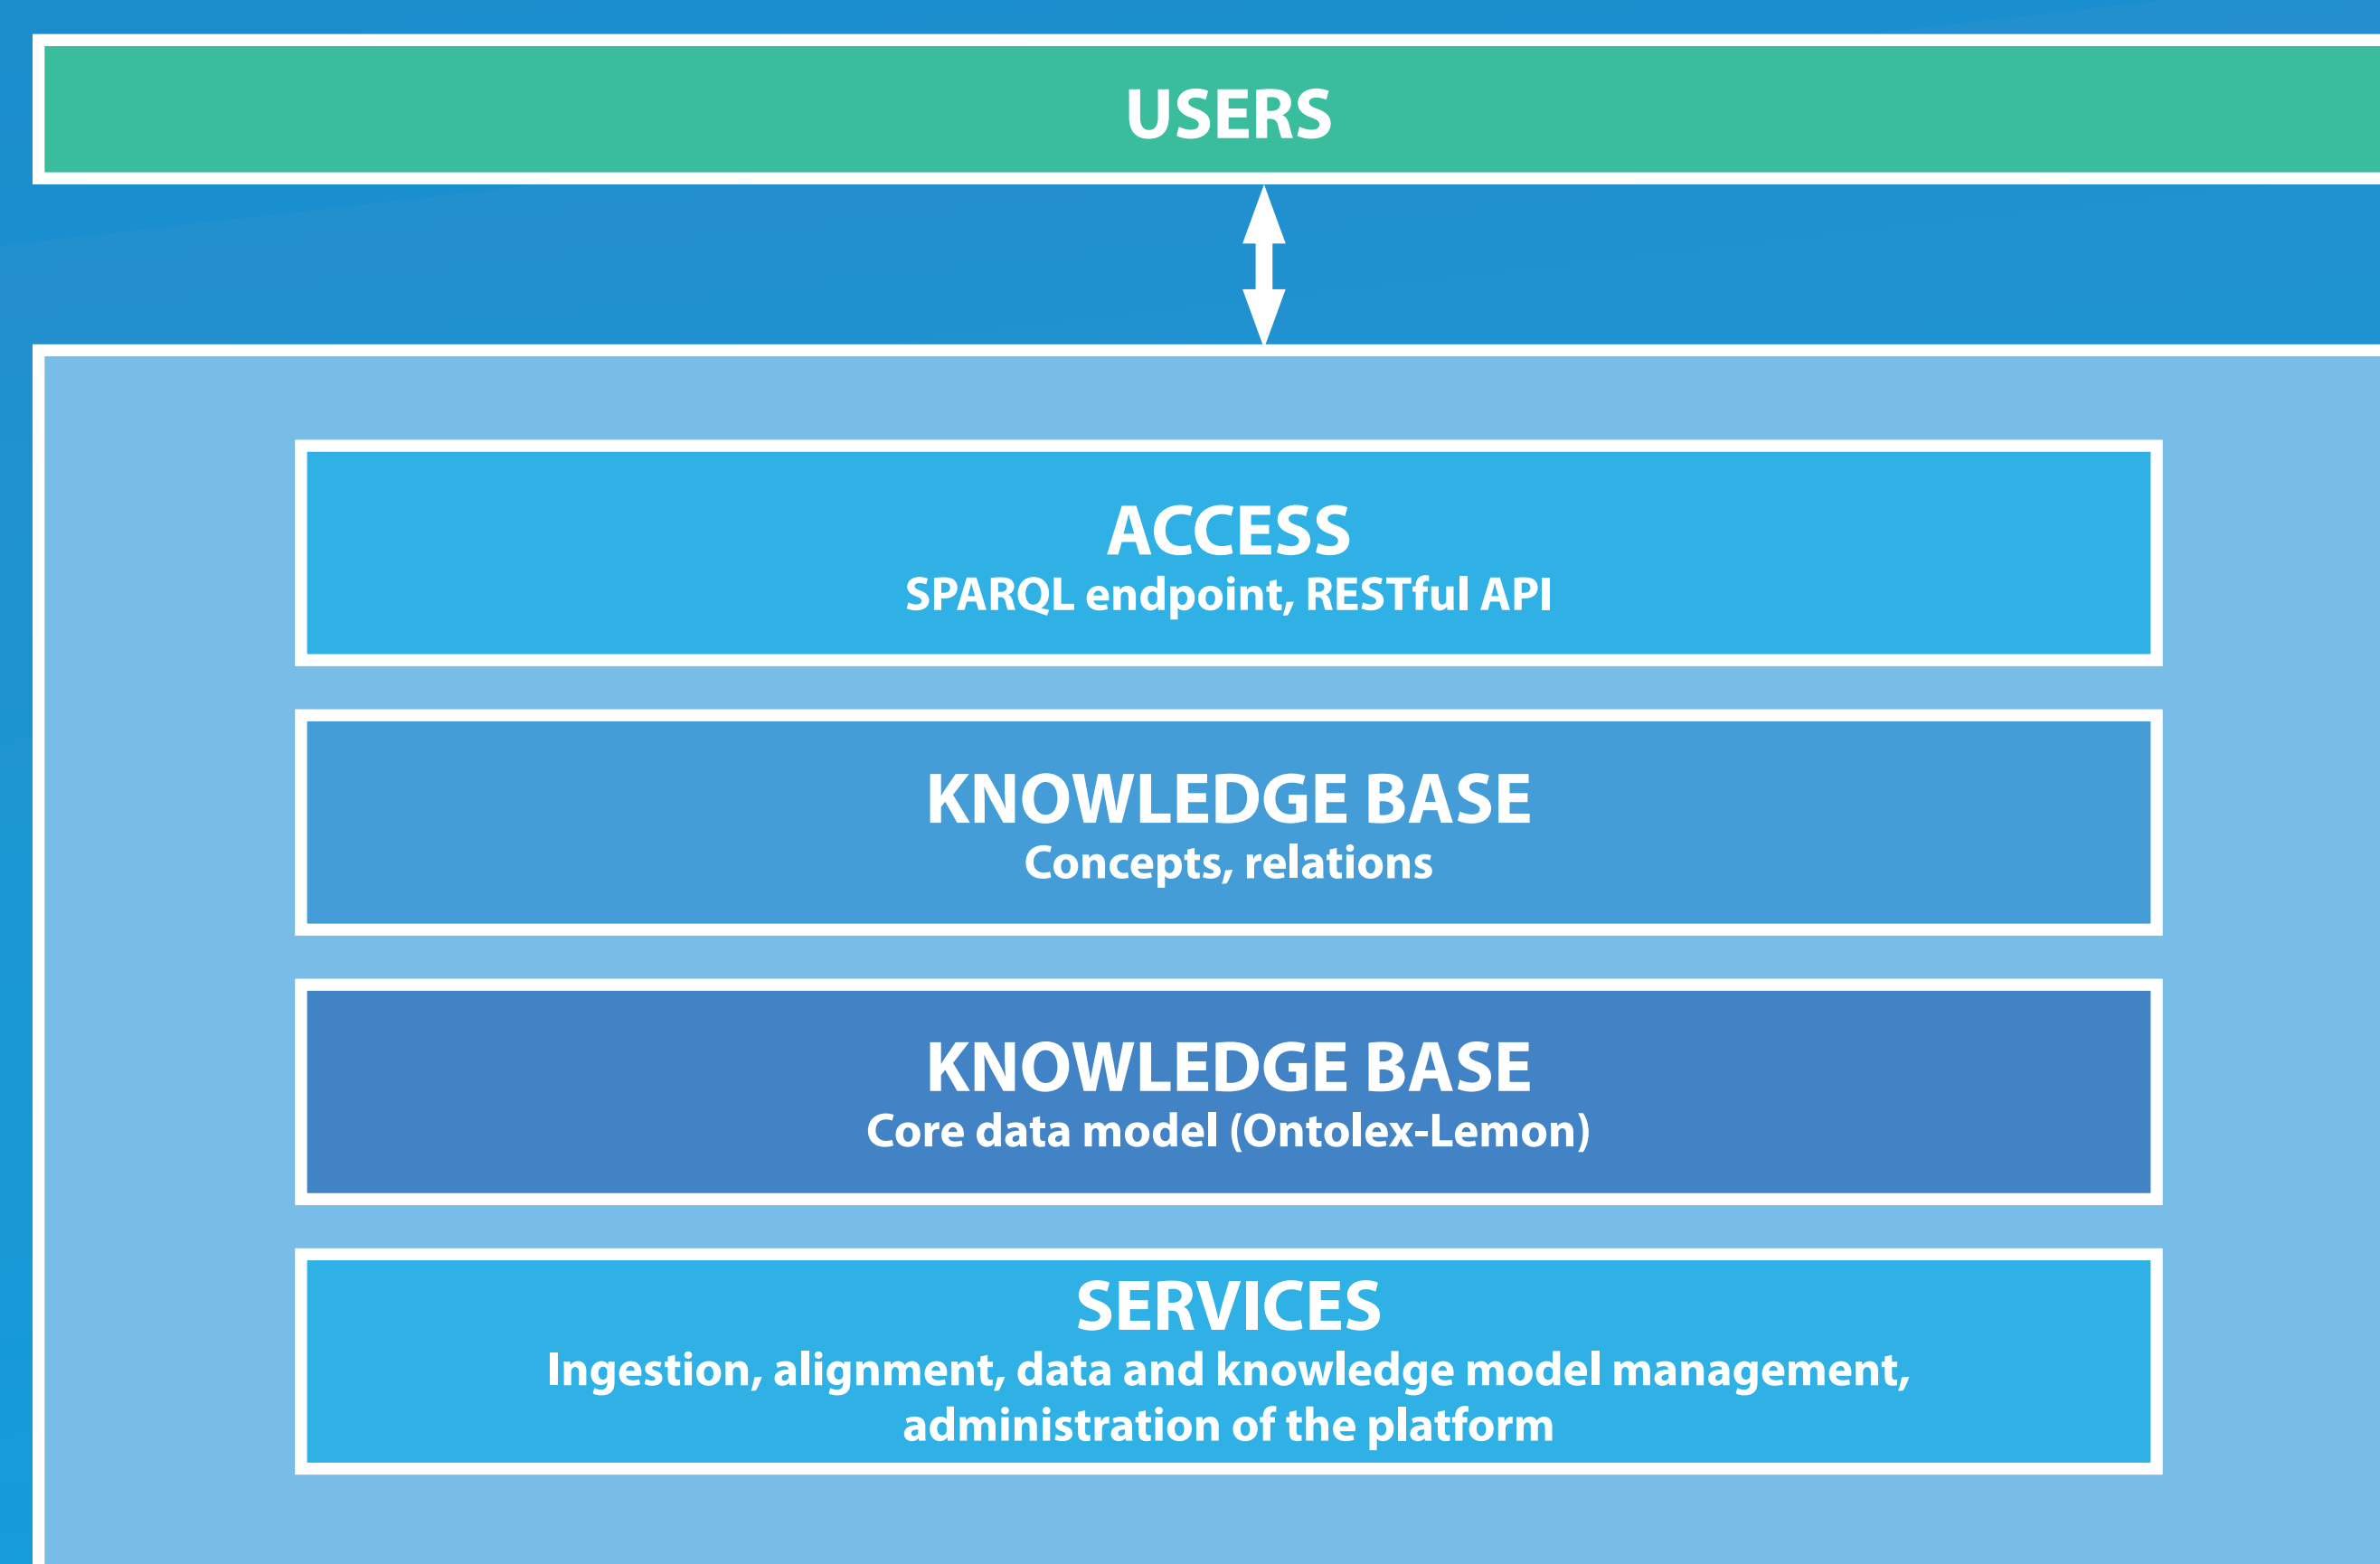 USERS
ACCESS
SPARQL endpoint, RESTful API
KNOWLEDGE BASE
Concepts, relations
KNOWLEDGE BASE
Core data model (Ontolex-Lemon)
SERVICES
Ingestion, alignment, data and knowledge model management,
administration of the platform